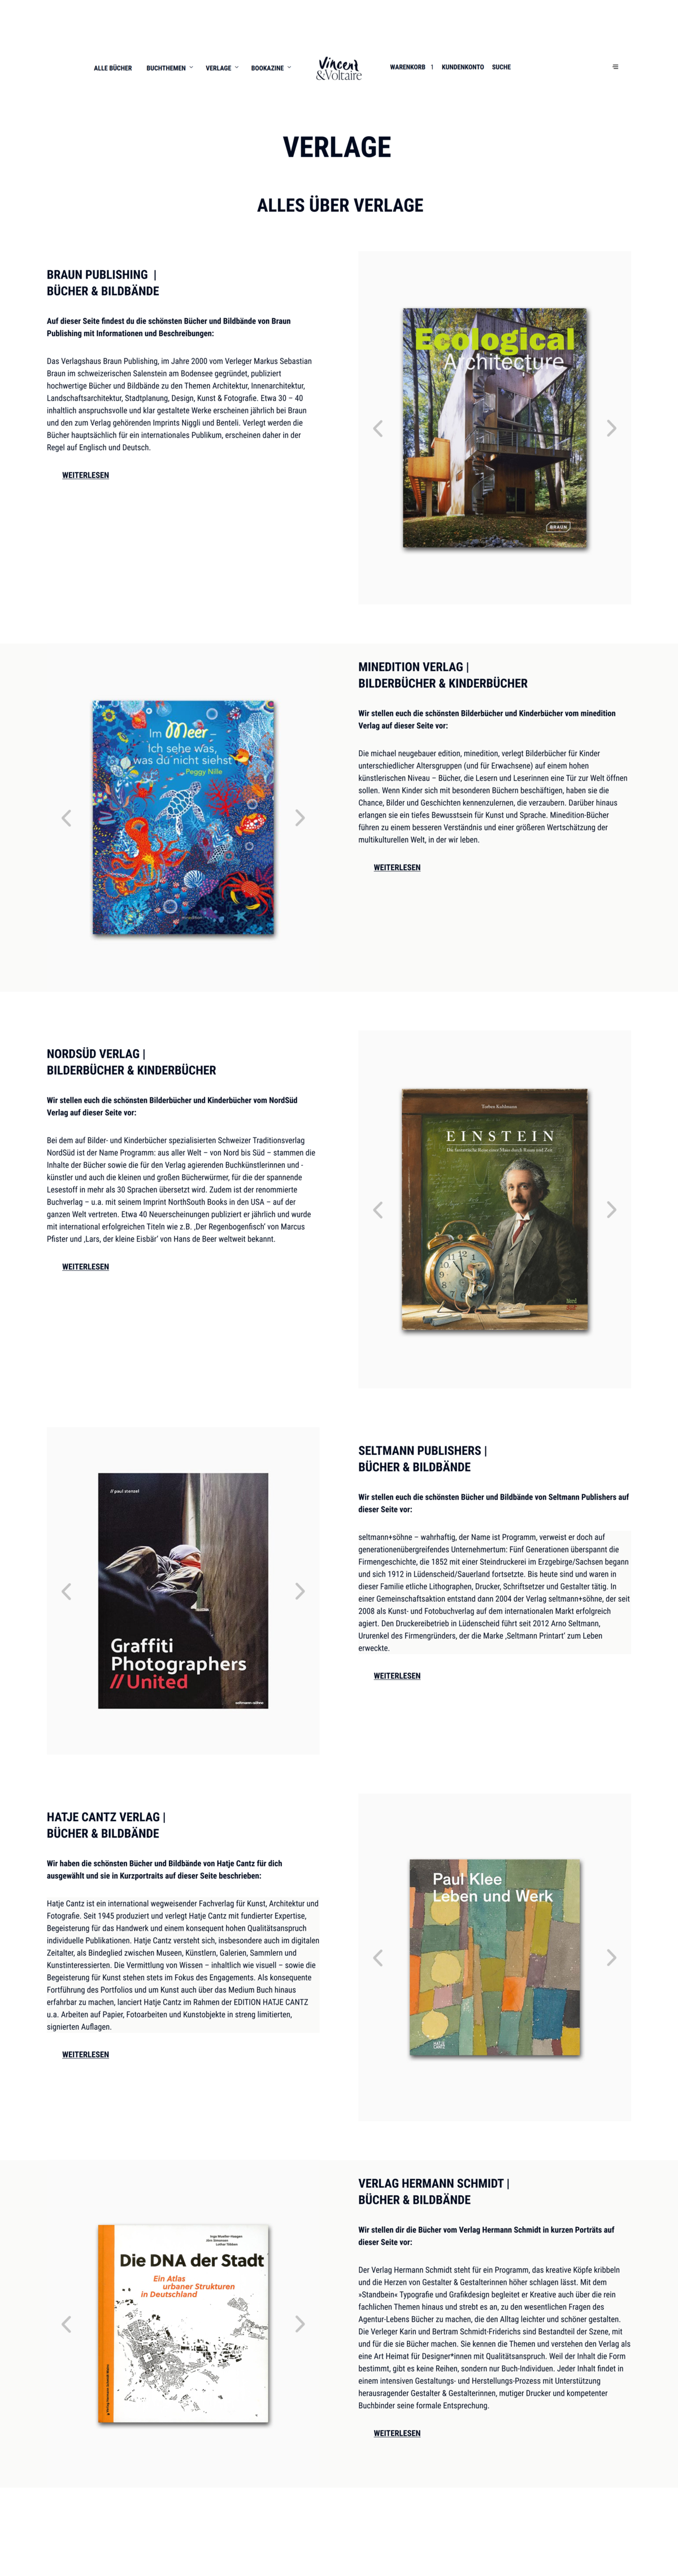 ALLE BÜCHER BUCHTHEMEN VERLAGE BOOKAZINE
Vincent
&Voltaire
WARENKORB 1 KUNDENKONTO SUCHE
VERLAGE
ALLES ÜBER VERLAGE
BRAUN PUBLISHING |
BÜCHER & BILDBÄNDE
Auf dieser Seite findest du die schönsten Bücher und Bildbände von Braun
Publishing mit Informationen und Beschreibungen:
Das Verlagshaus Braun Publishing, im Jahre 2000 vom Verleger Markus Sebastian
Braun im schweizerischen Salenstein am Bodensee gegründet, publiziert
hochwertige Bücher und Bildbände zu den Themen Architektur, Innenarchitektur,
Landschaftsarchitektur, Stadtplanung, Design, Kunst & Fotografie. Etwa 30 – 40
inhaltlich anspruchsvolle und klar gestaltete Werke erscheinen jährlich bei Braun
und den zum Verlag gehörenden Imprints Niggli und Benteli. Verlegt werden die
Bücher hauptsächlich für ein internationales Publikum, erscheinen daher in der
Regel auf Englisch und Deutsch.
WEITERLESEN
Ecological
Architecture
BRAUN
Im Meer –
Ich sehe was,
was du nicht siehst
Peggy Nille
MINEDITION VERLAG |
BILDERBÜCHER & KINDERBÜCHER
Wir stellen euch die schönsten Bilderbücher und Kinderbücher vom minedition
Verlag auf dieser Seite vor:
Die michael neugebauer edition, minedition, verlegt Bilderbücher für Kinder
unterschiedlicher Altersgruppen (und für Erwachsene) auf einem hohen
künstlerischen Niveau – Bücher, die Lesern und Leserinnen eine Tür zur Welt öffnen
sollen. Wenn Kinder sich mit besonderen Büchern beschäftigen, haben sie die
Chance, Bilder und Geschichten kennenzulernen, die verzaubern. Darüber hinaus
erlangen sie ein tiefes Bewusstsein für Kunst und Sprache. Minedition-Bücher
führen zu einem besseren Verständnis und einer größeren Wertschätzung der
multikulturellen Welt, in der wir leben.
WEITERLESEN
NORDSÜD VERLAG |
BILDERBÜCHER & KINDERBÜCHER
Wir stellen euch die schönsten Bilderbücher und Kinderbücher vom NordSüd
Verlag auf dieser Seite vor:
Bei dem auf Bilder- und Kinderbücher spezialisierten Schweizer Traditionsverlag
NordSüd ist der Name Programm: aus aller Welt – von Nord bis Süd – stammen die
Inhalte der Bücher sowie die für den Verlag agierenden Buchkünstlerinnen und -
künstler und auch die kleinen und großen Bücherwürmer, für die der spannende
Lesestoff in mehr als 30 Sprachen übersetzt wird. Zudem ist der renommierte
Buchverlag – u.a. mit seinem Imprint NorthSouth Books in den USA – auf der
ganzen Welt vertreten. Etwa 40 Neuerscheinungen publiziert er jährlich und wurde
mit international erfolgreichen Titeln wie z.B. ‚Der Regenbogenfisch‘ von Marcus
Pfister und ‚Lars, der kleine Eisbär‘ von Hans de Beer weltweit bekannt.
WEITERLESEN
Torben Kuhlmann
EINSTEIN
Die fantastische Reise einer Maus durch Raum und Zeit
Nord
Süd
// paul stenzel
Graffiti
Photographers
// United
seltmann+söhne
SELTMANN PUBLISHERS |
BÜCHER & BILDBÄNDE
Wir stellen euch die schönsten Bücher und Bildbände von Seltmann Publishers auf
dieser Seite vor:
seltmann+söhne – wahrhaftig, der Name ist Programm, verweist er doch auf
generationenübergreifendes Unternehmertum: Fünf Generationen überspannt die
Firmengeschichte, die 1852 mit einer Steindruckerei im Erzgebirge/Sachsen begann
und sich 1912 in Lüdenscheid/Sauerland fortsetzte. Bis heute sind und waren in
dieser Familie etliche Lithographen, Drucker, Schriftsetzer und Gestalter tätig. In
einer Gemeinschaftsaktion entstand dann 2004 der Verlag seltmann+söhne, der seit
2008 als Kunst- und Fotobuchverlag auf dem internationalen Markt erfolgreich
agiert. Den Druckereibetrieb in Lüdenscheid führt seit 2012 Arno Seltmann,
Ururenkel des Firmengründers, der die Marke ‚Seltmann Printart‘ zum Leben
erweckte.
WEITERLESEN
HATJE CANTZ VERLAG |
BÜCHER & BILDBÄNDE
Wir haben die schönsten Bücher und Bildbände von Hatje Cantz für dich
ausgewählt und sie in Kurzportraits auf dieser Seite beschrieben:
Hatje Cantz ist ein international wegweisender Fachverlag für Kunst, Architektur und
Fotografie. Seit 1945 produziert und verlegt Hatje Cantz mit fundierter Expertise,
Begeisterung für das Handwerk und einem konsequent hohen Qualitätsanspruch
individuelle Publikationen. Hatje Cantz versteht sich, insbesondere auch im digitalen
Zeitalter, als Bindeglied zwischen Museen, Künstlern, Galerien, Sammlern und
Kunstinteressierten. Die Vermittlung von Wissen – inhaltlich wie visuell – sowie die
Begeisterung für Kunst stehen stets im Fokus des Engagements. Als konsequente
Fortführung des Portfolios und um Kunst auch über das Medium Buch hinaus
erfahrbar zu machen, lanciert Hatje Cantz im Rahmen der EDITION HATJE CANTZ
u.a. Arbeiten auf Papier, Fotoarbeiten und Kunstobjekte in streng limitierten,
signierten Auflagen.
WEITERLESEN
Paul Klee
Leben und Werk
HATJE
CANTZ
Die DNA der Stadt
Ein Atlas
urbaner Strukturen
in Deutschland
VERLAG HERMANN SCHMIDT |
BÜCHER & BILDBÄNDE
Wir stellen dir die Bücher vom Verlag Hermann Schmidt in kurzen Porträts auf
dieser Seite vor:
Der Verlag Hermann Schmidt steht für ein Programm, das kreative Köpfe kribbeln
und die Herzen von Gestalter & Gestalterinnen höher schlagen lässt. Mit dem
»Standbein« Typografie und Grafikdesign begleitet er Kreative auch über die rein
fachlichen Themen hinaus und strebt es an, zu den wesentlichen Fragen des
Agentur-Lebens Bücher zu machen, die den Alltag leichter und schöner gestalten.
Die Verleger Karin und Bertram Schmidt-Friderichs sind Bestandteil der Szene, mit
und für die sie Bücher machen. Sie kennen die Themen und verstehen den Verlag als
eine Art Heimat für Designer*innen mit Qualitätsanspruch. Weil der Inhalt die Form
bestimmt, gibt es keine Reihen, sondern nur Buch-Individuen. Jeder Inhalt findet in
einem intensiven Gestaltungs- und Herstellungs-Prozess mit Unterstützung
herausragender Gestalter & Gestalterinnen, mutiger Drucker und kompetenter
Buchbinder seine formale Entsprechung.
WEITERLESEN